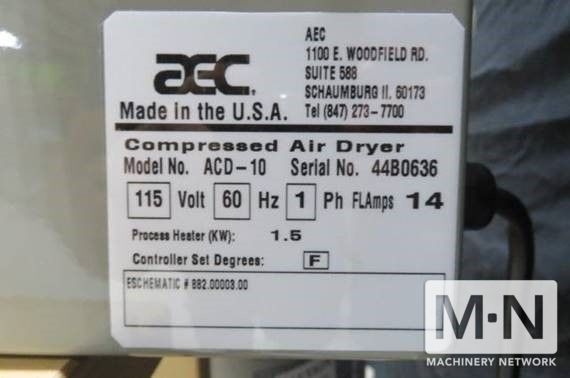 AEC
1100 E. WOODFIELD RD.
SUITE 588
SCHAUMBURG Il. 60173
Tel (847) 273-7700
AEC
Made in the U.S.A.
Compressed Air Dryer
Model No. ACD-10 Serial No. 44B0636
115 Volt 60 Hz 1 Ph FLAmps 14
Process Heater (KW): 1.5
Controller Set Degrees: F
ESCHEMATIC # 882.00003.00
M·N
MACHINERY NETWORK